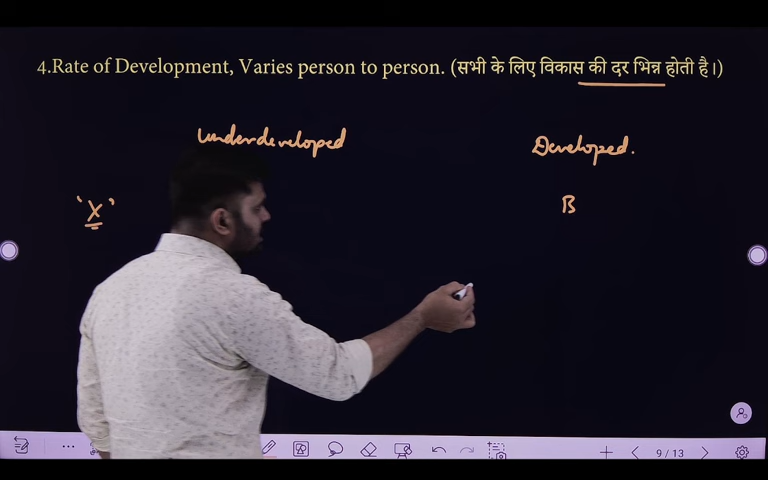 4.Rate of Development, Varies person to person. (सभी के लिए विकास की दर भिन्न होती है।)
Underdeveloped
Developed.
'X'
B
9 / 13